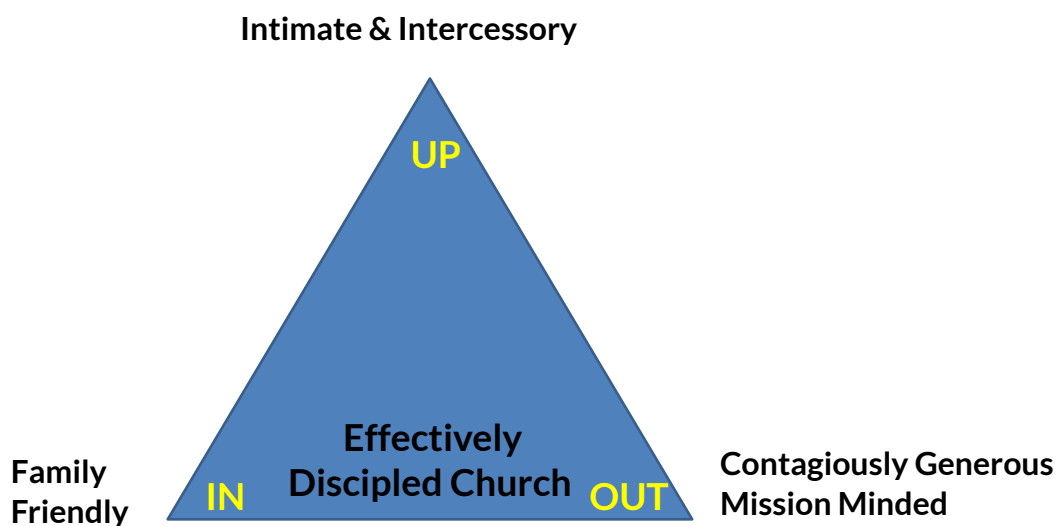 Intimate & Intercessory
UP
Effectively
Discipled Church
Family
Friendly
IN
OUT
Contagiously Generous
Mission Minded